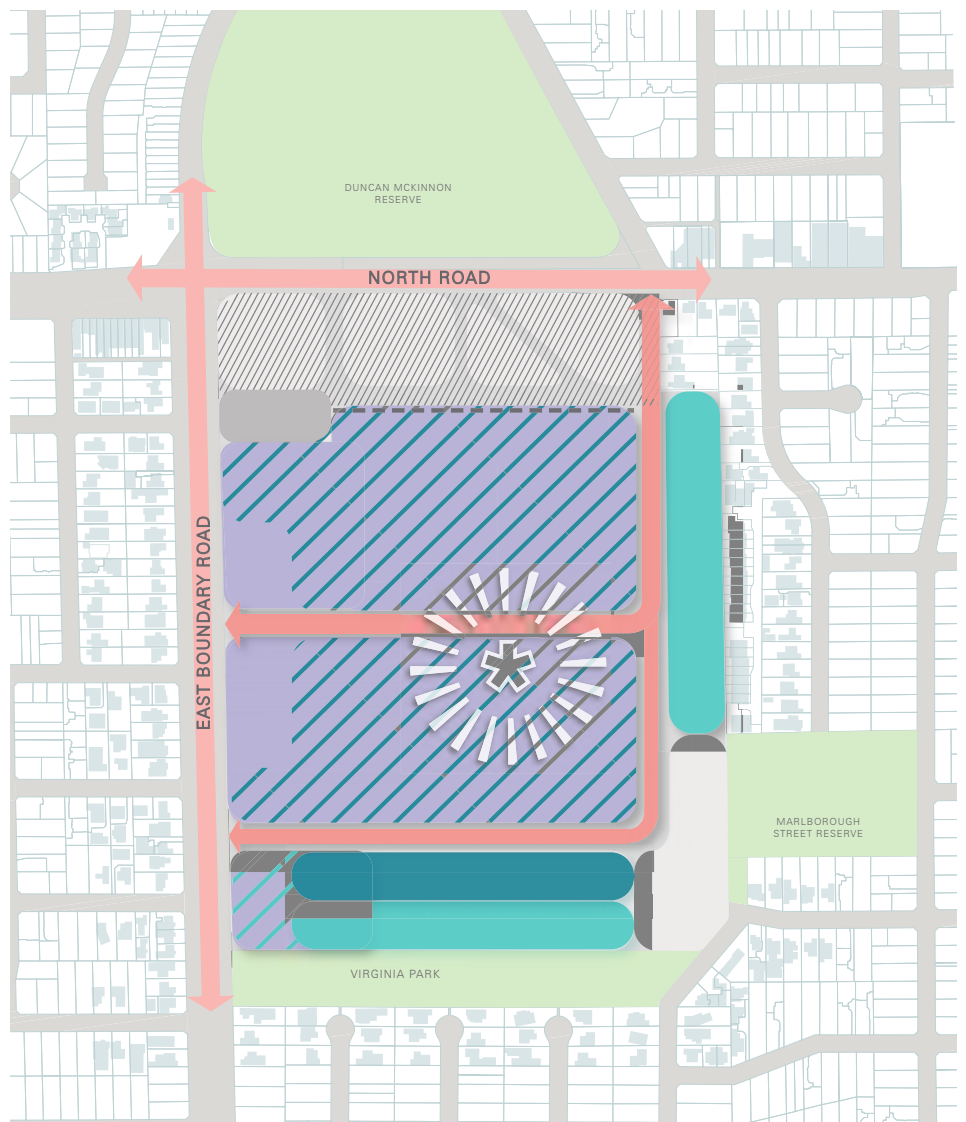 DUNCAN MCKINNON
RESERVE
NORTH ROAD
EAST BOUNDARY ROAD
MARLBOROUGH
STREET RESERVE
VIRGINIA PARK